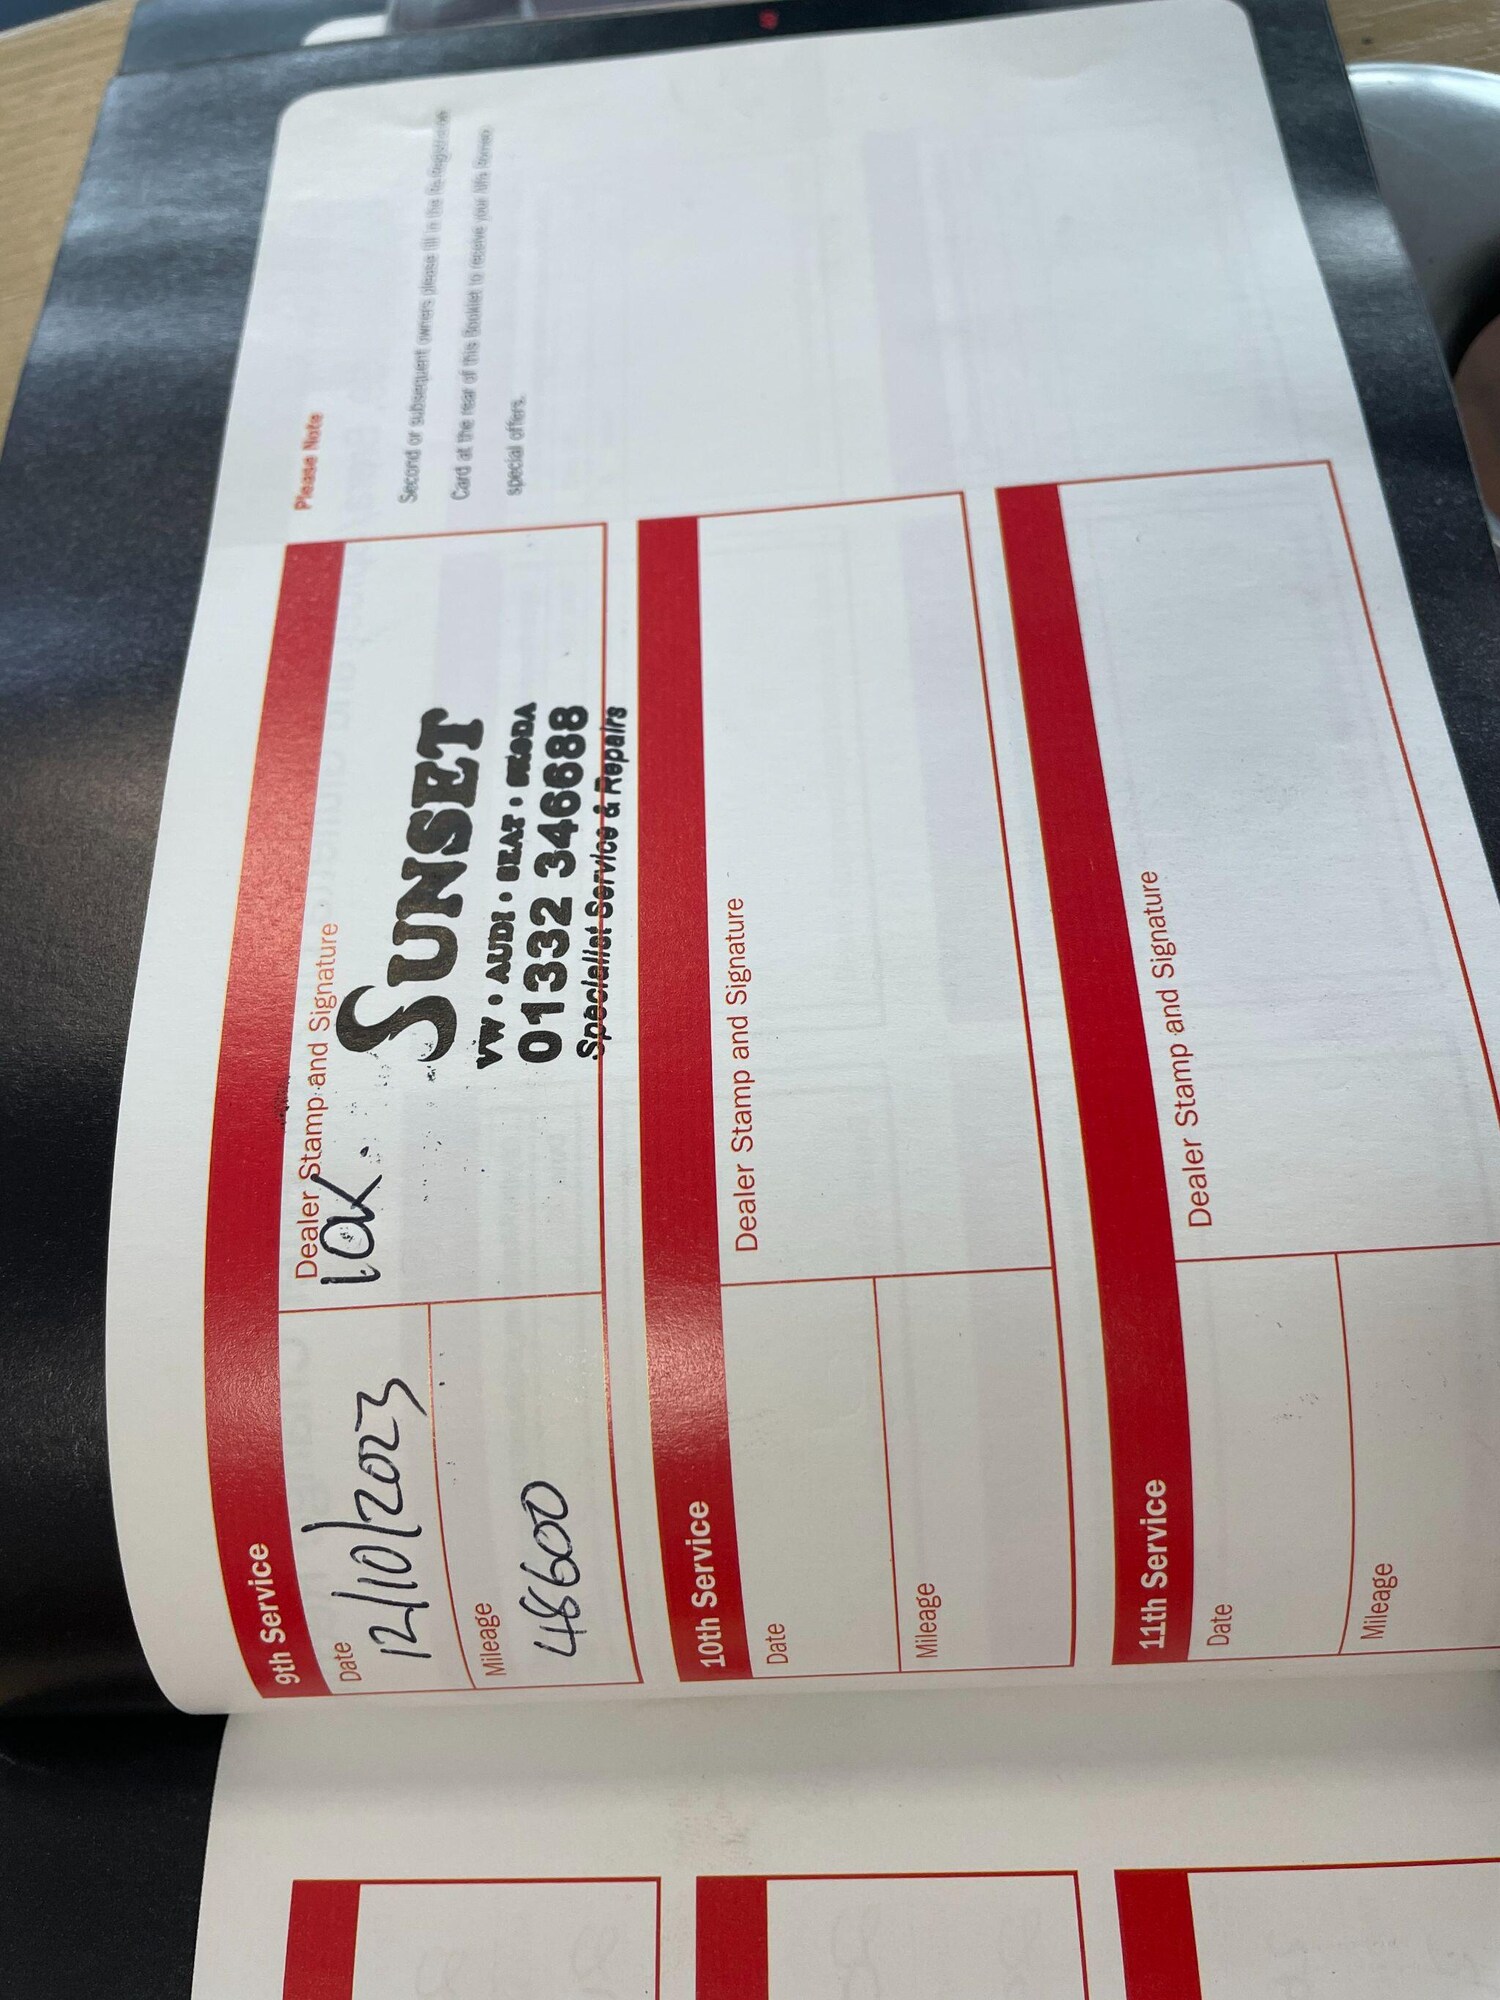 9th Service
Date
12/10/2023
Mileage
48600
Dealer Stamp and Signature
10K.
SUNSET
VW • AUDI • SEAT • SKODA
01332 346688
Specialist Service & Repairs
Please Note
Second or subsequent owners please fill in the Re-Registration
Card at the rear of this Booklet to receive your Alfa Romeo
special offers.
10th Service
Date
Mileage
Dealer Stamp and Signature
11th Service
Date
Mileage
Dealer Stamp and Signature